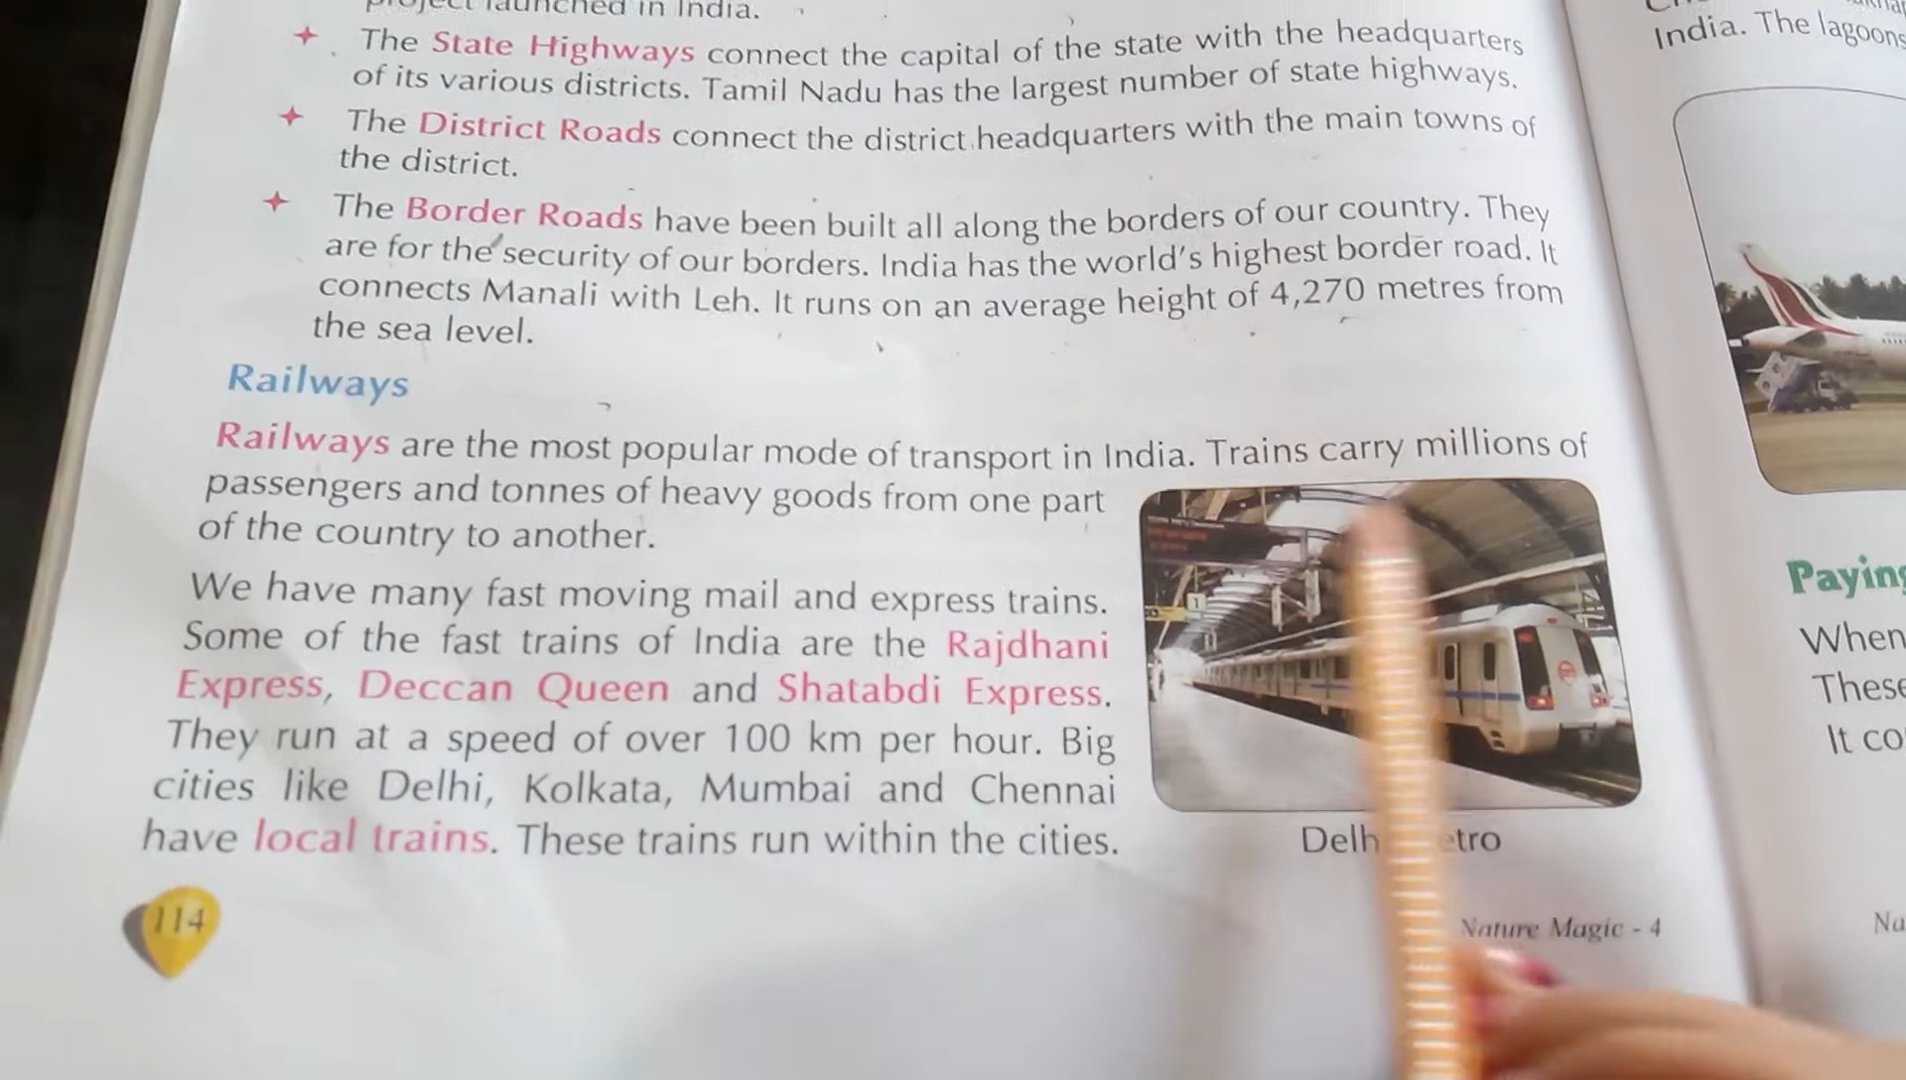 project launched in India.
The State Highways connect the capital of the state with the headquarters
of its various districts. Tamil Nadu has the largest number of state highways.
The District Roads connect the district headquarters with the main towns of
the district.
The Border Roads have been built all along the borders of our country. They
are for the security of our borders. India has the world's highest border road. It
connects Manali with Leh. It runs on an average height of 4,270 metres from
the sea level.
Railways
Railways are the most popular mode of transport in India. Trains carry millions of
passengers and tonnes of heavy goods from one part
of the country to another.
We have many fast moving mail and express trains.
Some of the fast trains of India are the Rajdhani
Express, Deccan Queen and Shatabdi Express.
They run at a speed of over 100 km per hour. Big
cities like Delhi, Kolkata, Mumbai and Chennai
have local trains. These trains run within the cities.
Delh etro
114
Nature Magic - 4
India. The lagoons
Paying
When
These
It co
Na